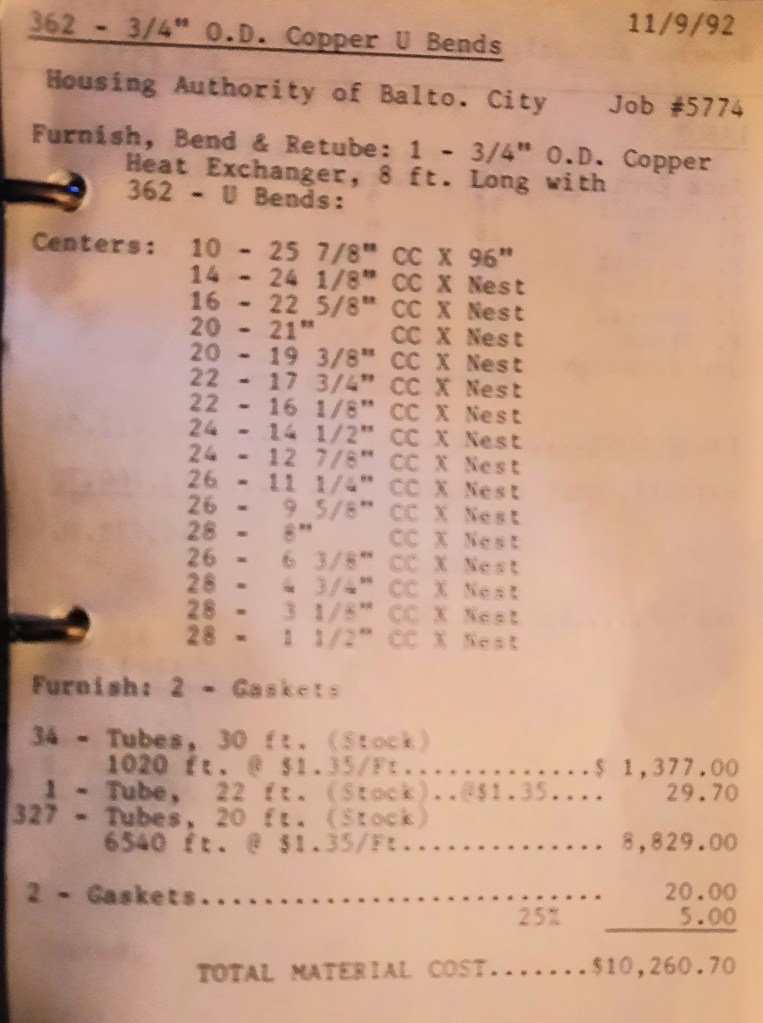 362 - 3/4" O.D. Copper U Bends 11/9/92
Housing Authority of Balto. City Job #5774
Furnish, Bend & Retube: 1 - 3/4" O.D. Copper
Heat Exchanger, 8 ft. Long with
362 - U Bends:
Centers: 10 - 25 7/8" CC X 96"
14 - 24 1/8" CC X Nest
16 - 22 5/8" CC X Nest
20 - 21" CC X Nest
20 - 19 3/8" CC X Nest
22 - 17 3/4" CC X Nest
22 - 16 1/8" CC X Nest
24 - 14 1/2" CC X Nest
24 - 12 7/8" CC X Nest
26 - 11 1/4" CC X Nest
26 - 9 5/8" CC X Nest
28 - 8" CC X Nest
26 - 6 3/8" CC X Nest
28 - 4 3/4" CC X Nest
28 - 3 1/8" CC X Nest
28 - 1 1/2" CC X Nest
Furnish: 2 - Gaskets
34 - Tubes, 30 ft. (Stock)
1020 ft. @ $1.35/Ft..............$ 1,377.00
1 - Tube, 22 ft. (Stock)..@$1.35.... 29.70
327 - Tubes, 20 ft. (Stock)
6540 ft. @ $1.35/Ft............... 8,829.00
2 - Gaskets............................. 20.00
25% 5.00
TOTAL MATERIAL COST.......$10,260.70